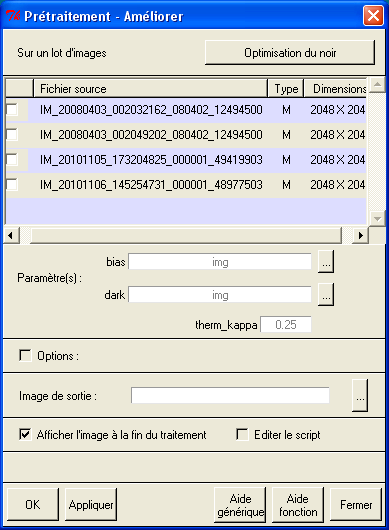 Prétraitement - Améliorer
Sur un lot d'images
Optimisation du noir
Fichier source Type Dimensions
IM_20080403_002032162_080402_12494500 M 2048 X 204
IM_20080403_002049202_080402_12494500 M 2048 X 204
IM_20101105_173204825_000001_49419903 M 2048 X 204
IM_20101106_145254731_000001_48977503 M 2048 X 204
bias img ...
Paramètre(s) :
dark img ...
therm_kappa 0.25
Options :
Image de sortie : ...
Afficher l'image à la fin du traitement Editer le script
OK Appliquer Aide générique Aide fonction Fermer